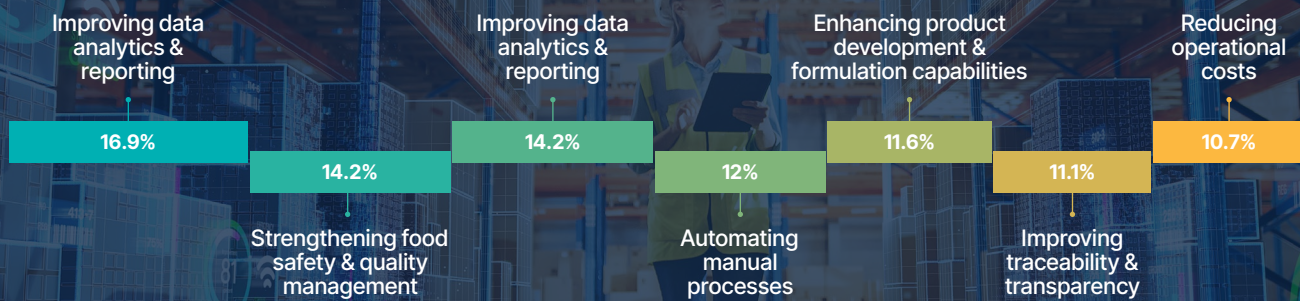 Improving data
analytics &
reporting
16.9%
14.2%
Strengthening food
safety & quality
management
Improving data
analytics &
reporting
14.2%
12%
Automating
manual
processes
Enhancing product
development &
formulation capabilities
11.6%
11.1%
Improving
traceability &
transparency
Reducing
operational
costs
10.7%